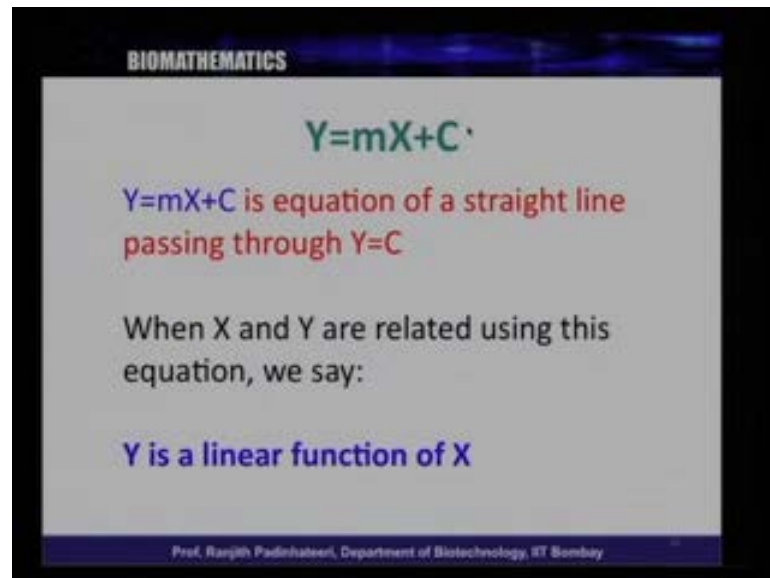 BIOMATHEMATICS
Y=mX+C
Y=mX+C is equation of a straight line
passing through Y=C
When X and Y are related using this
equation, we say:
Y is a linear function of X
Prof. Ranjith Padinhateeri, Department of Biotechnology, IIT Bombay